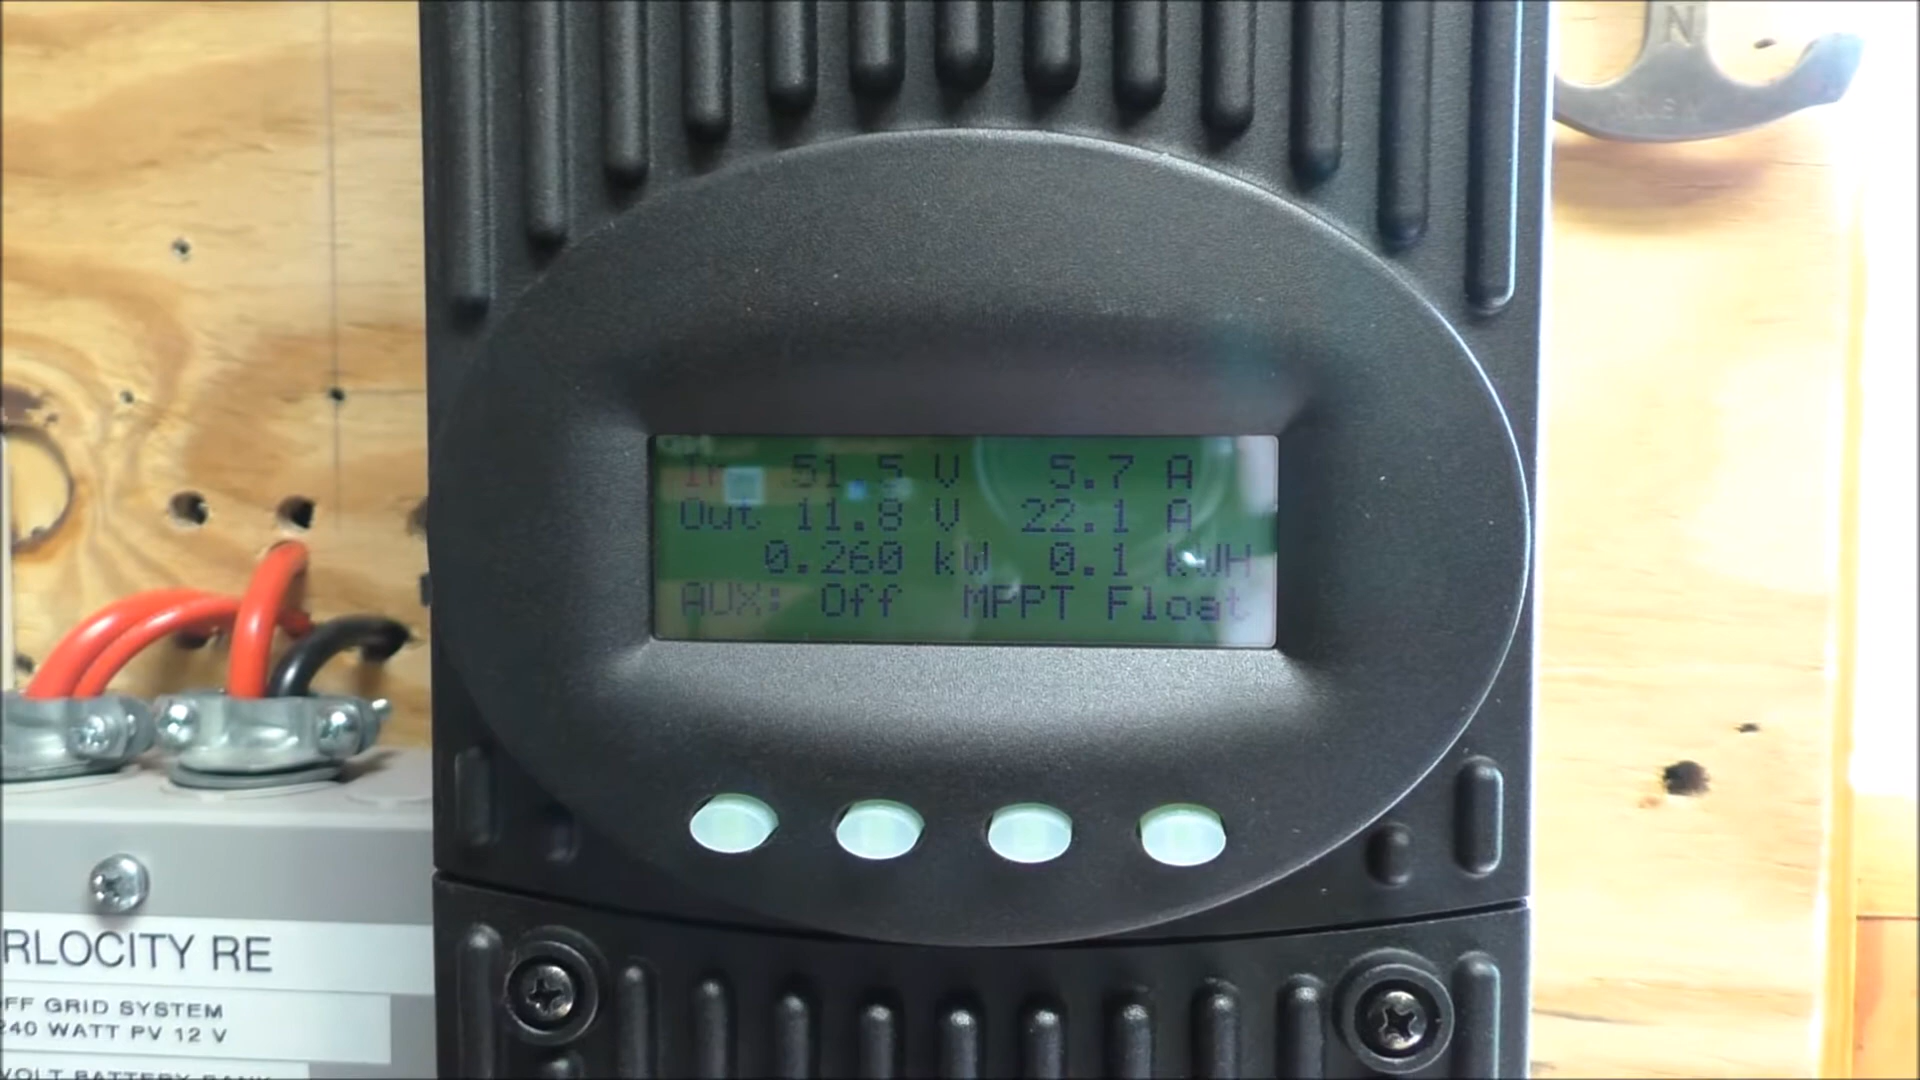 In 51.5 V 5.7 A
Out 11.8 V 22.1 A
0.260 kW 0.1 kWH
AUX: Off MPPT Float
RLOCITY RE
OFF GRID SYSTEM
240 WATT PV 12 V
VOLT BATTERY BANK
N